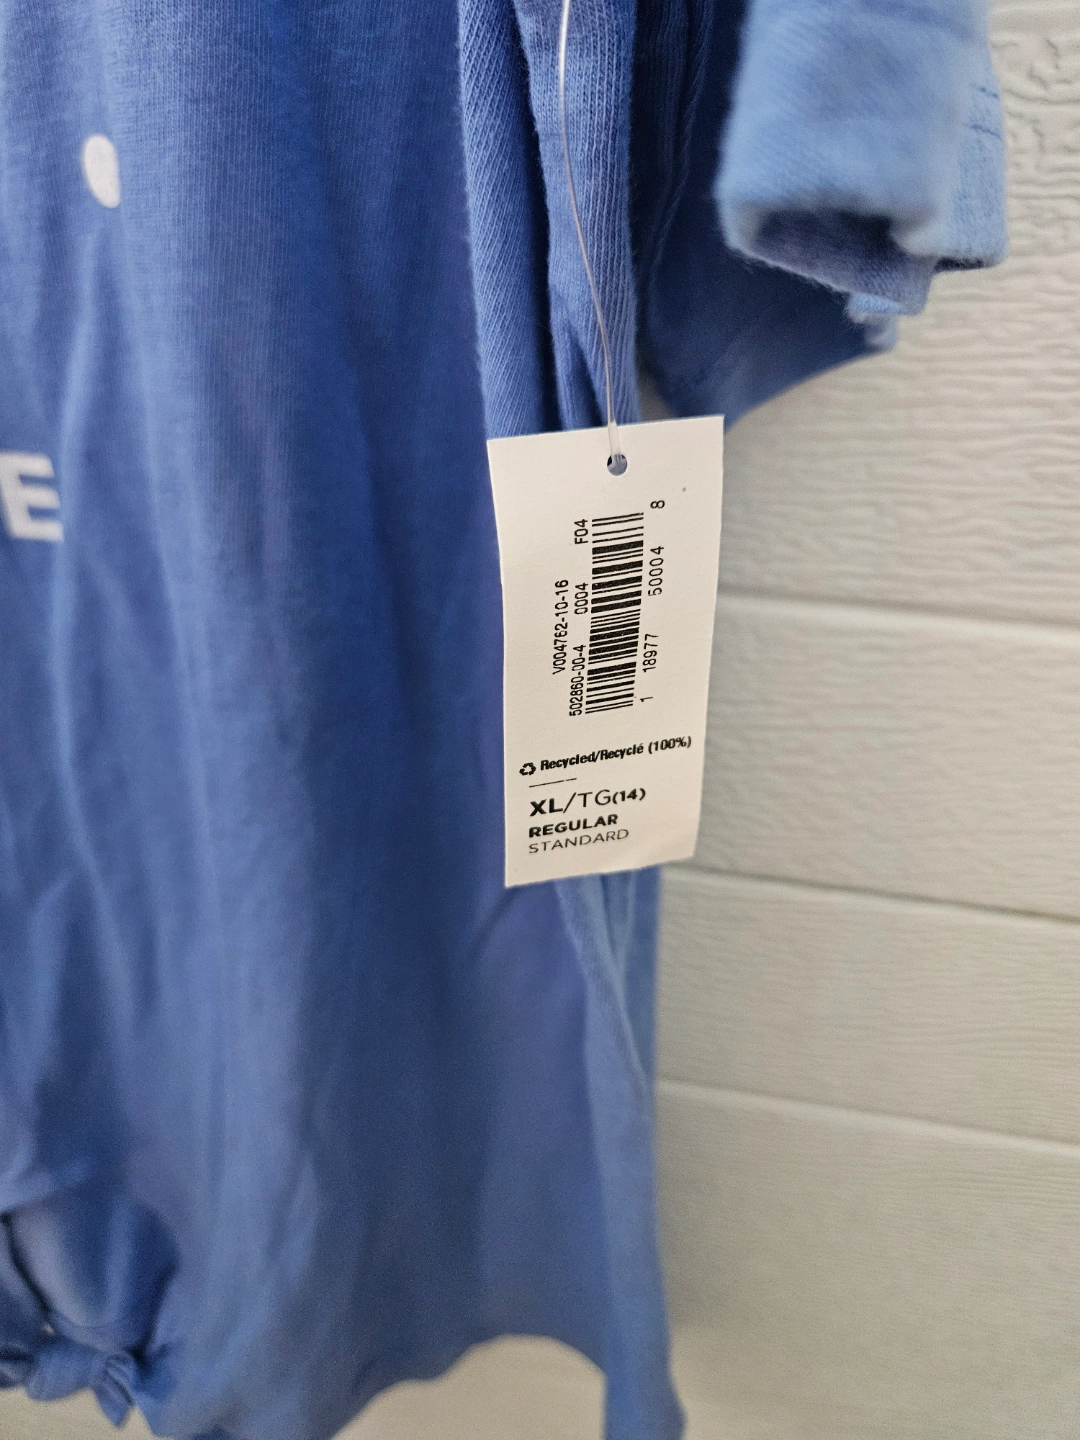 E
V004762-10-16
502860-00-4 0004 F04
1 18977 50004 8
♻ Recycled/Recyclé (100%)
XL/TG(14)
REGULAR
STANDARD